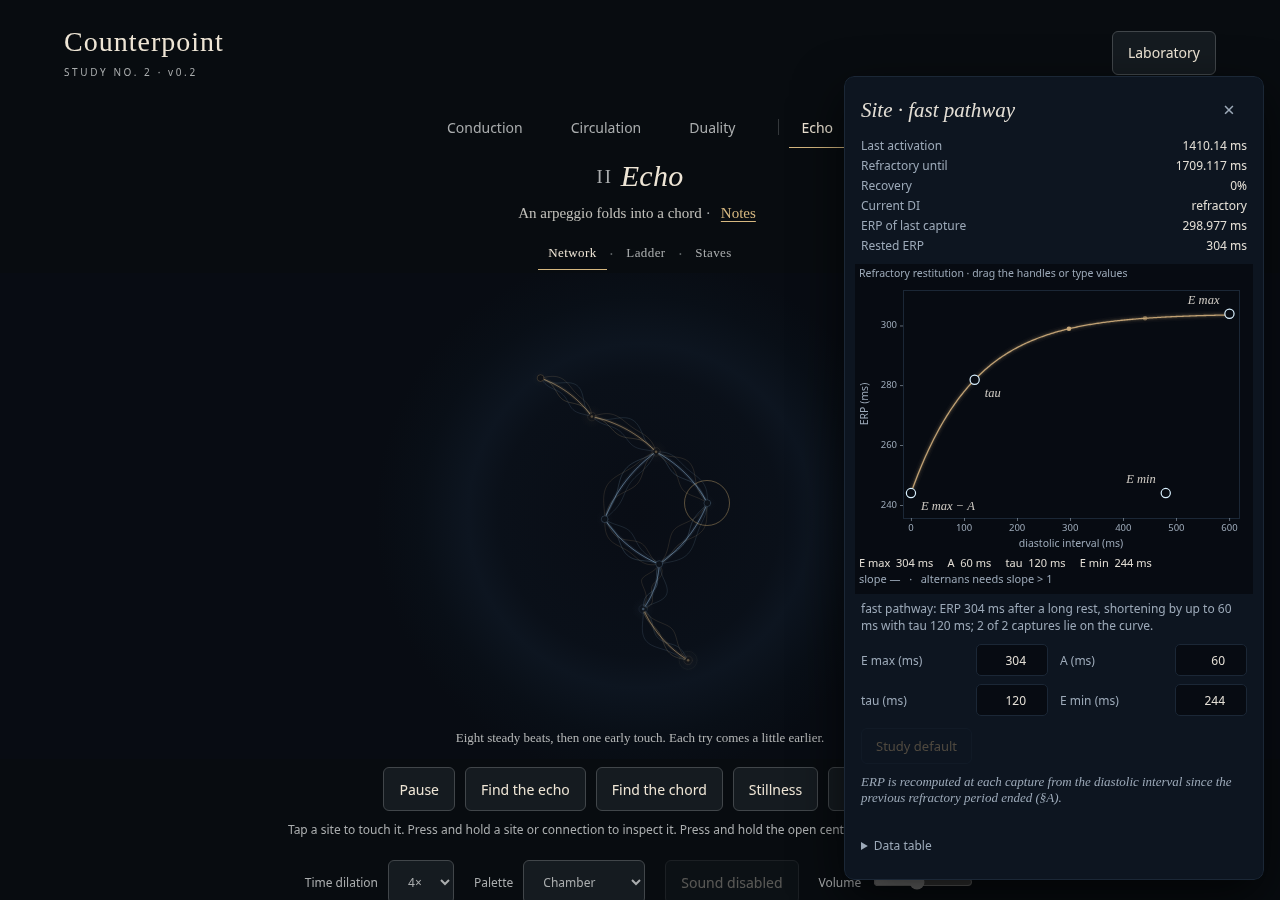 Counterpoint
STUDY NO. 2 · v0.2
Laboratory
Conduction Circulation Duality Echo
II Echo
An arpeggio folds into a chord · Notes
Network · Ladder · Staves
Eight steady beats, then one early touch. Each try comes a little earlier.
Pause Find the echo Find the chord Stillness
Tap a site to touch it. Press and hold a site or connection to inspect it. Press and hold the open
Time dilation 4× Palette Chamber Sound disabled Volume
Site · fast pathway ×
Last activation 1410.14 ms
Refractory until 1709.117 ms
Recovery 0%
Current DI refractory
ERP of last capture 298.977 ms
Rested ERP 304 ms
Refractory restitution · drag the handles or type values
E max
300
280
tau
ERP (ms)
260
E min
240
E max − A
0 100 200 300 400 500 600
diastolic interval (ms)
E max 304 ms A 60 ms tau 120 ms E min 244 ms
slope — · alternans needs slope > 1
fast pathway: ERP 304 ms after a long rest, shortening by up to 60
ms with tau 120 ms; 2 of 2 captures lie on the curve.
E max (ms) 304 A (ms) 60
tau (ms) 120 E min (ms) 244
Study default
ERP is recomputed at each capture from the diastolic interval since the
previous refractory period ended (§A).
Data table